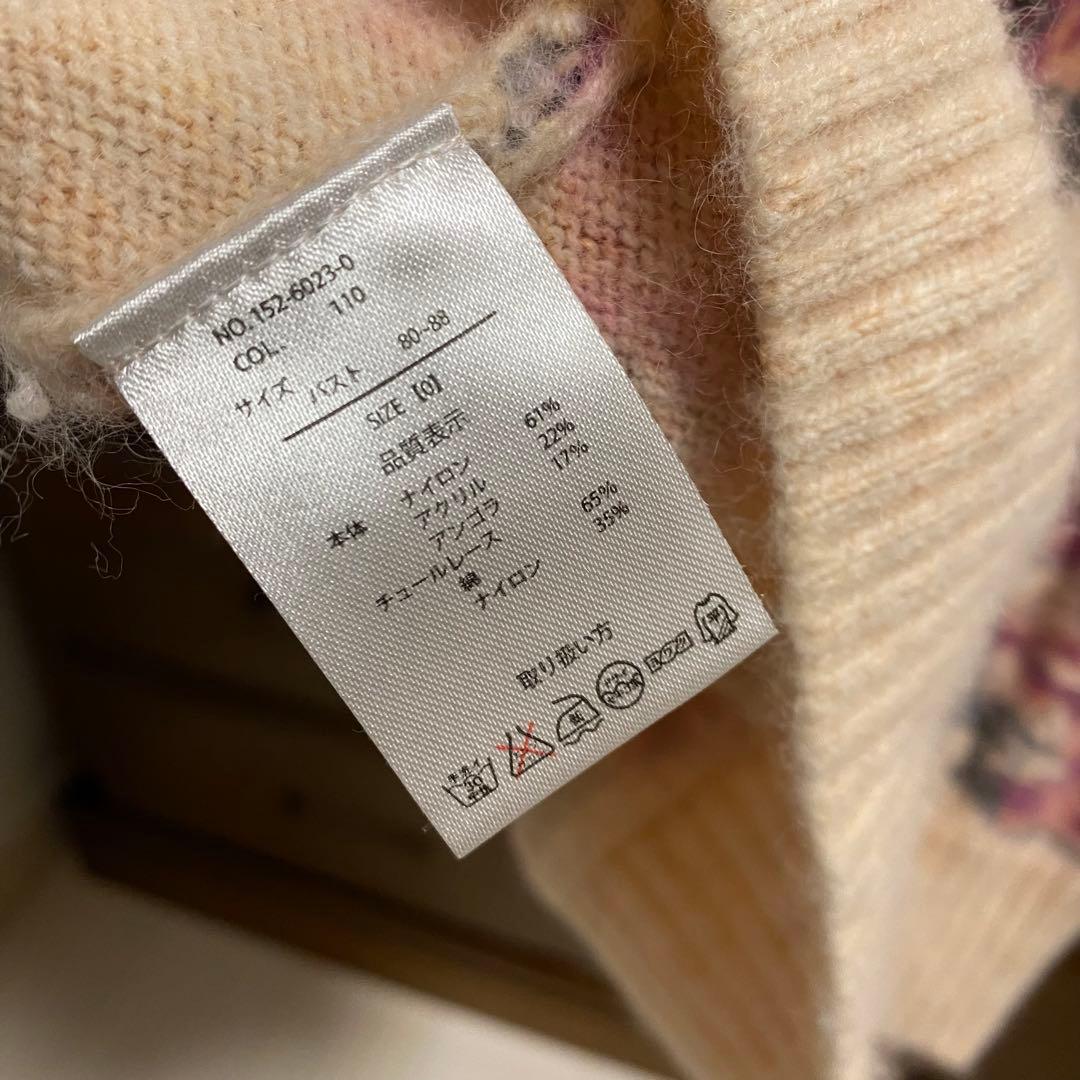 NO.152-6023-0
COL. 110
サイズ バスト 80-88
SIZE [0]
品質表示
本体 ナイロン 61%
アクリル 22%
アンゴラ 17%
チュールレース
綿 65%
ナイロン 35%
取り扱い方
30